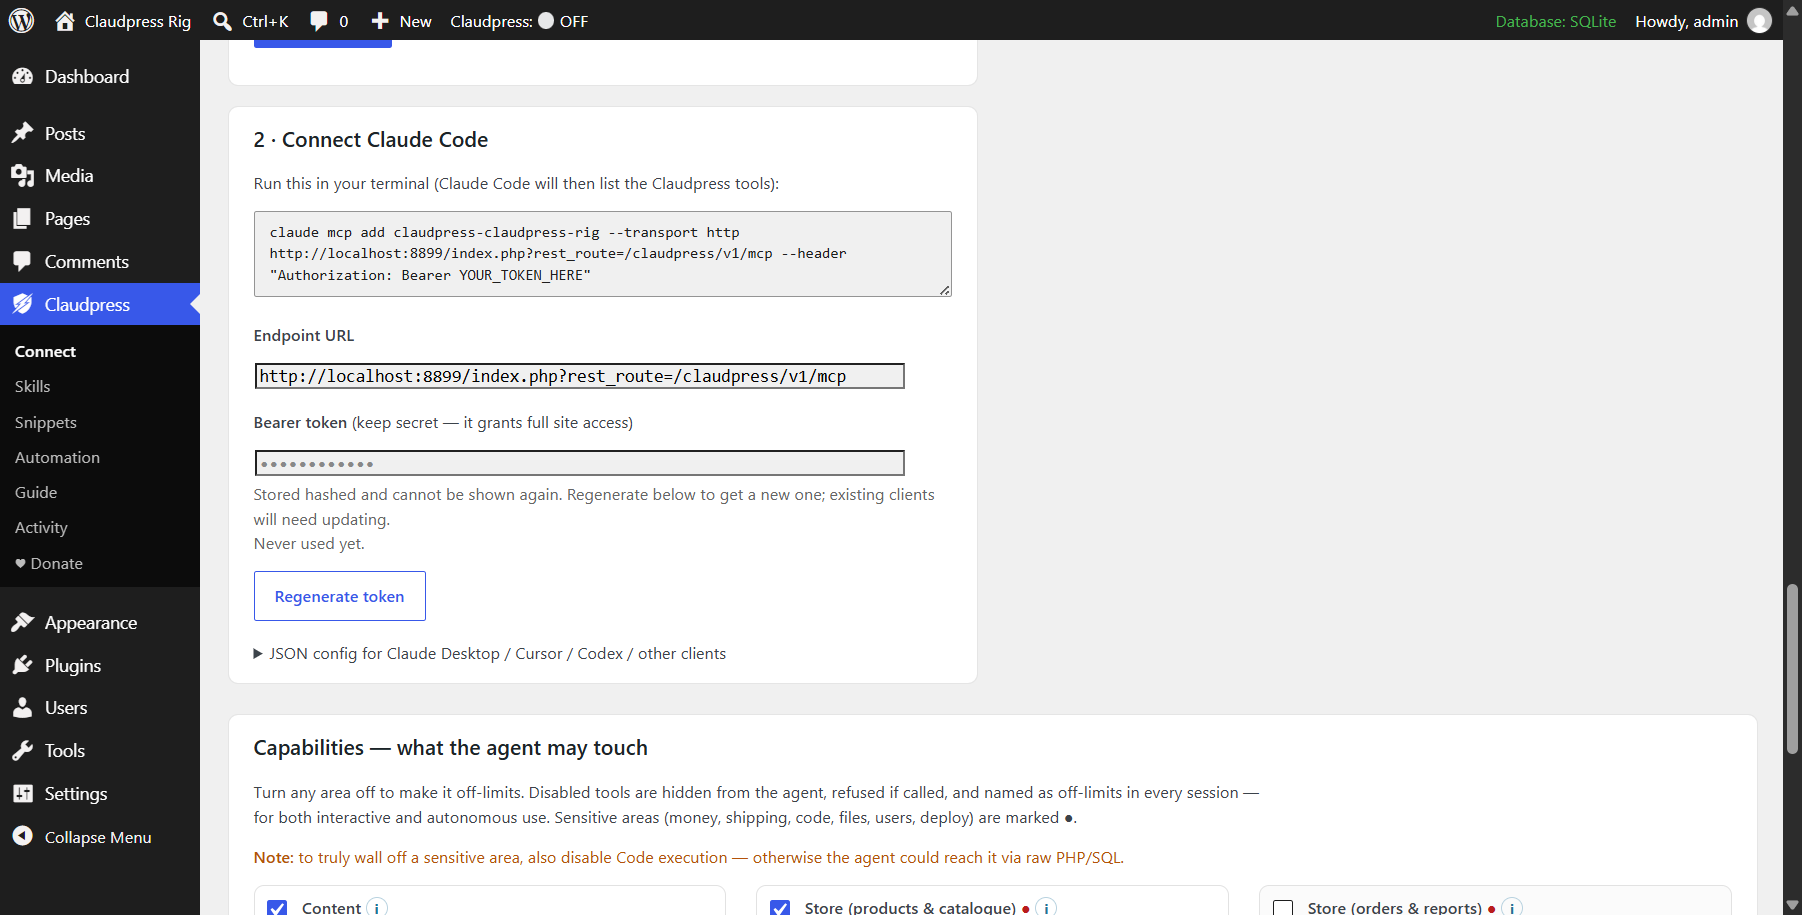 Claudpress Rig
Ctrl+K
0
New
Claudpress: OFF
Database: SQLite
Howdy, admin
Dashboard
Posts
Media
Pages
Comments
Claudpress
Connect
Skills
Snippets
Automation
Guide
Activity
♥ Donate
Appearance
Plugins
Users
Tools
Settings
Collapse Menu
2 · Connect Claude Code
Run this in your terminal (Claude Code will then list the Claudpress tools):
claude mcp add claudpress-claudpress-rig --transport http
http://localhost:8899/index.php?rest_route=/claudpress/v1/mcp --header
"Authorization: Bearer YOUR_TOKEN_HERE"
Endpoint URL
http://localhost:8899/index.php?rest_route=/claudpress/v1/mcp
Bearer token (keep secret — it grants full site access)
••••••••••••
Stored hashed and cannot be shown again. Regenerate below to get a new one; existing clients
will need updating.
Never used yet.
Regenerate token
▶ JSON config for Claude Desktop / Cursor / Codex / other clients
Capabilities — what the agent may touch
Turn any area off to make it off-limits. Disabled tools are hidden from the agent, refused if called, and named as off-limits in every session —
for both interactive and autonomous use. Sensitive areas (money, shipping, code, files, users, deploy) are marked ●.
Note: to truly wall off a sensitive area, also disable Code execution — otherwise the agent could reach it via raw PHP/SQL.
Content i
Store (products & catalogue) ● i
Store (orders & reports) ● i